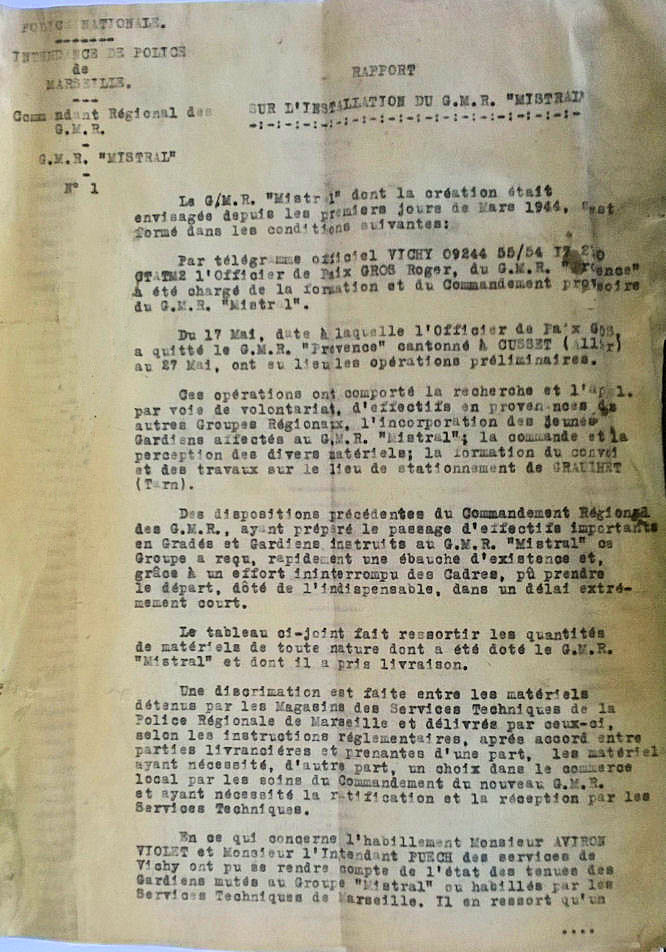 POLICE NATIONALE.
INTENDANCE DE POLICE
de
MARSEILLE.
Commandant Régional des
G.M.R.
G.M.R. "MISTRAL"
N° 1
RAPPORT
SUR L'INSTALLATION DU G.M.R. "MISTRAL"
-:-:-:-:-:-:-:-:-:-:-:-:-:-:-:-:-:-
Le G/M.R. "Mistral" dont la création était
envisagée depuis les premiers jours de Mars 1944, s'est
formé dans les conditions suivantes:
Par télégramme officiel VICHY 09244 55/54 17
CTATM2 l'Officier de Paix GROS Roger, du G.M.R. "Provence"
A été chargé de la formation et du Commandement provisoire
du G.M.R. "Mistral".
Du 17 Mai, date à laquelle l'Officier de Paix GROS,
a quitté le G.M.R. "Provence" cantonné à CUSSET (Allier)
au 27 Mai, ont eu lieu les opérations préliminaires.
Ces opérations ont comporté la recherche et l'appel.
par voie de volontariat, d'effectifs en provenances des
autres Groupes Régionaux, l'incorporation des jeunes
Gardiens affectés au G.M.R. "Mistral"; la commande et la
perception des divers matériels; la formation du convoi
et des travaux sur le lieu de stationnement de GRAULHET
(Tarn).
Des dispositions précédentes du Commandement Régional
des G.M.R., ayant préparé le passage d'effectifs importants
en Gradés et Gardiens instruits au G.M.R. "Mistral" ce
Groupe a reçu, rapidement une ébauche d'existence et,
grâce à un effort ininterrompu des Cadres, pû prendre
le départ, dôté de l'indispensable, dans un délai extrê-
mement court.
Le tableau ci-joint fait ressortir les quantités
de matériels de toute nature dont a été doté le G.M.R.
"Mistral" et dont il a pris livraison.
Une discrimation est faite entre les matériels
détenus par les Magasins des Services Techniques de la
Police Régionale de Marseille et délivrés par ceux-ci,
selon les instructions réglementaires, aprés accord entre
parties livranciéres et prenantes d'une part,  les matériel
ayant nécessité, d'autre part, un choix dans le commerce
local par les soins du Commandement du nouveau G.M.R.
et ayant nécessité la ratification et la réception par les
Services Techniques.
En ce qui concerne l'habillement Monsieur AVIRON
VIOLET et Monsieur l'Intendant PUECH des services de
Vichy ont pu se rendre compte de l'état des tenues des
Gardiens mutés au Groupe "Mistral" ou habillés par les
Services Techniques de Marseille. Il en ressort qu'un
....